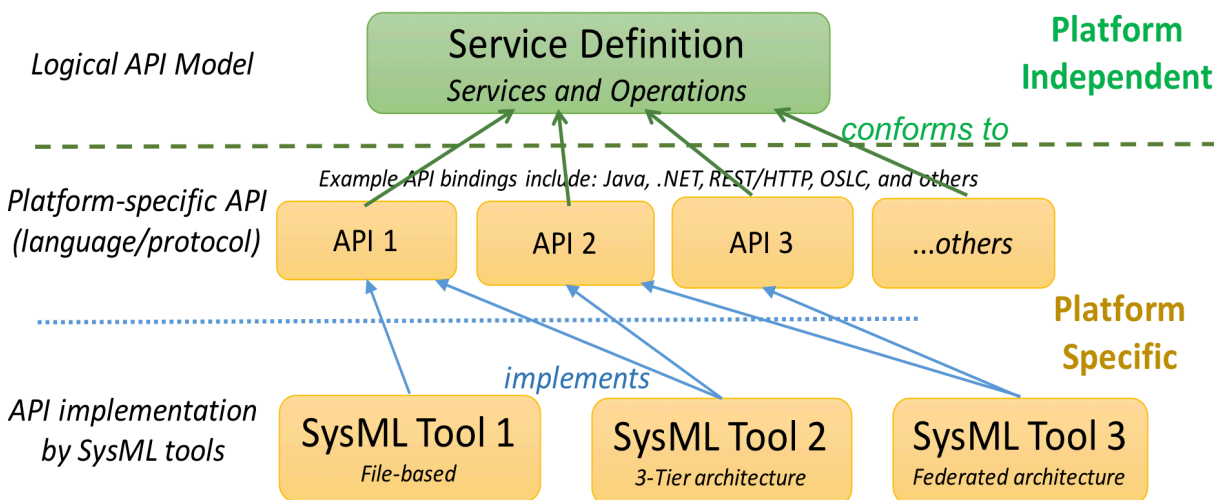 Service Definition
Services and Operations
Logical API Model
Platform
Independent
conforms to
Example API bindings include: Java, .NET, REST/HTTP, OSLC, and others
Platform-specific API
(language/protocol)
API 1
API 2
API 3
...others
Platform
Specific
implements
API implementation
by SysML tools
SysML Tool 1
File-based
SysML Tool 2
3-Tier architecture
SysML Tool 3
Federated architecture